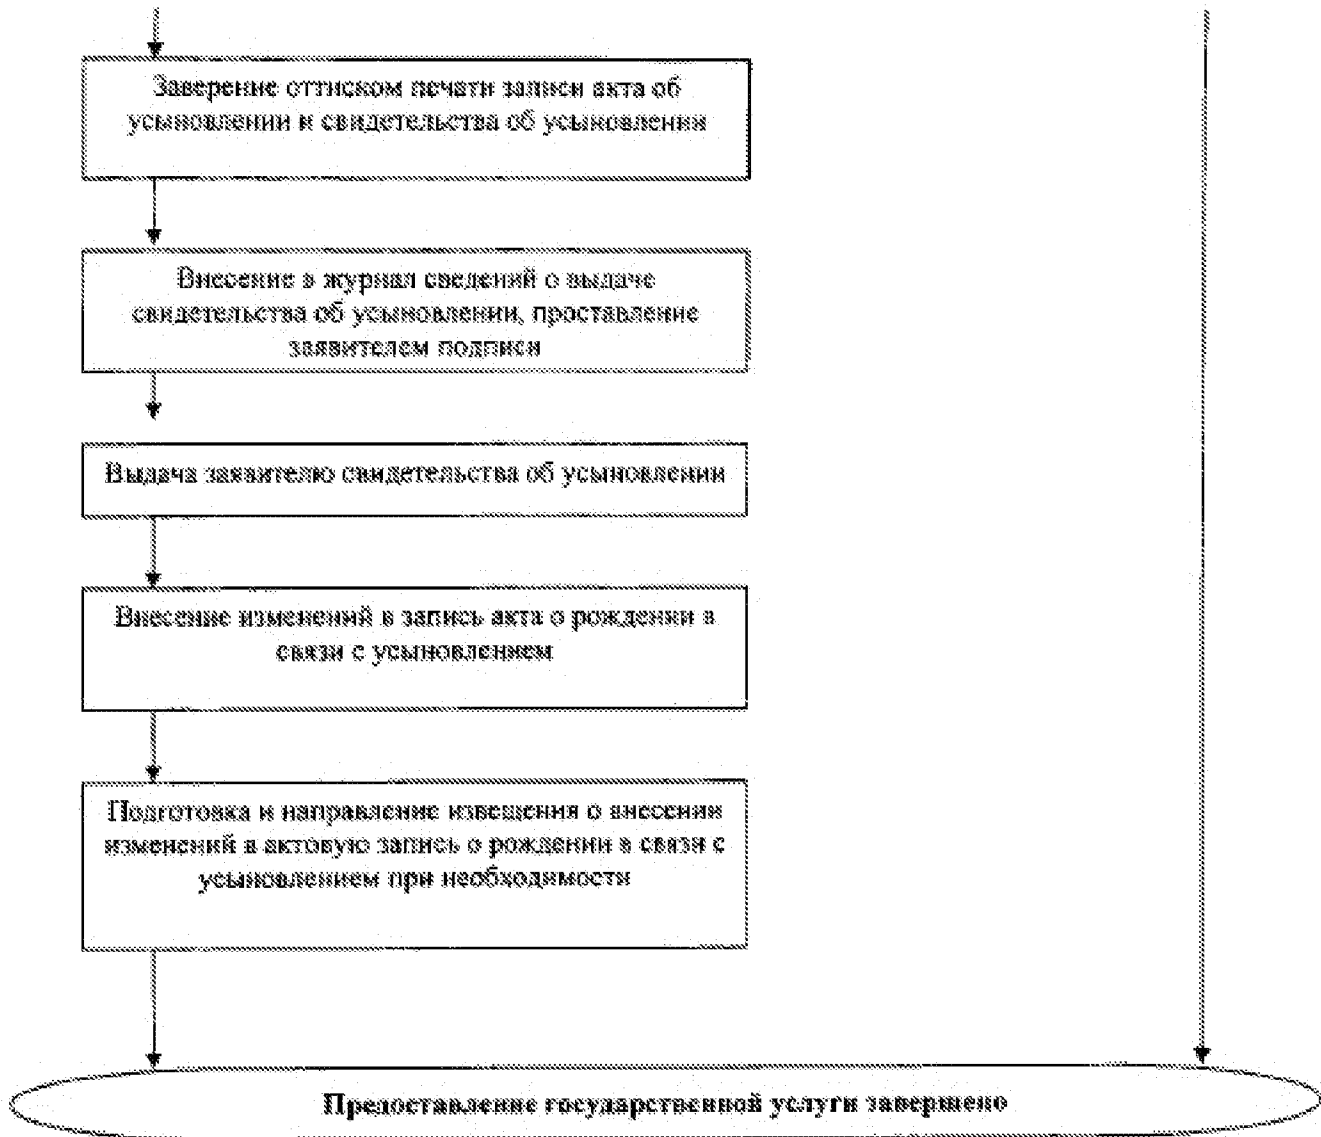 Заверение оттиском печати записи акта об
усыновлении и свидетельства об усыновлении
Внесение в журнал сведений о выдаче
свидетельства об усыновлении, проставление
заявителем подписи
Выдача заявителю свидетельства об усыновлении
Внесение изменений в запись акта о рождении в
связи с усыновлением
Подготовка и направление извещения о внесении
изменений в актовую запись о рождении в связи с
усыновлением при необходимости
Предоставление государственной услуги завершено